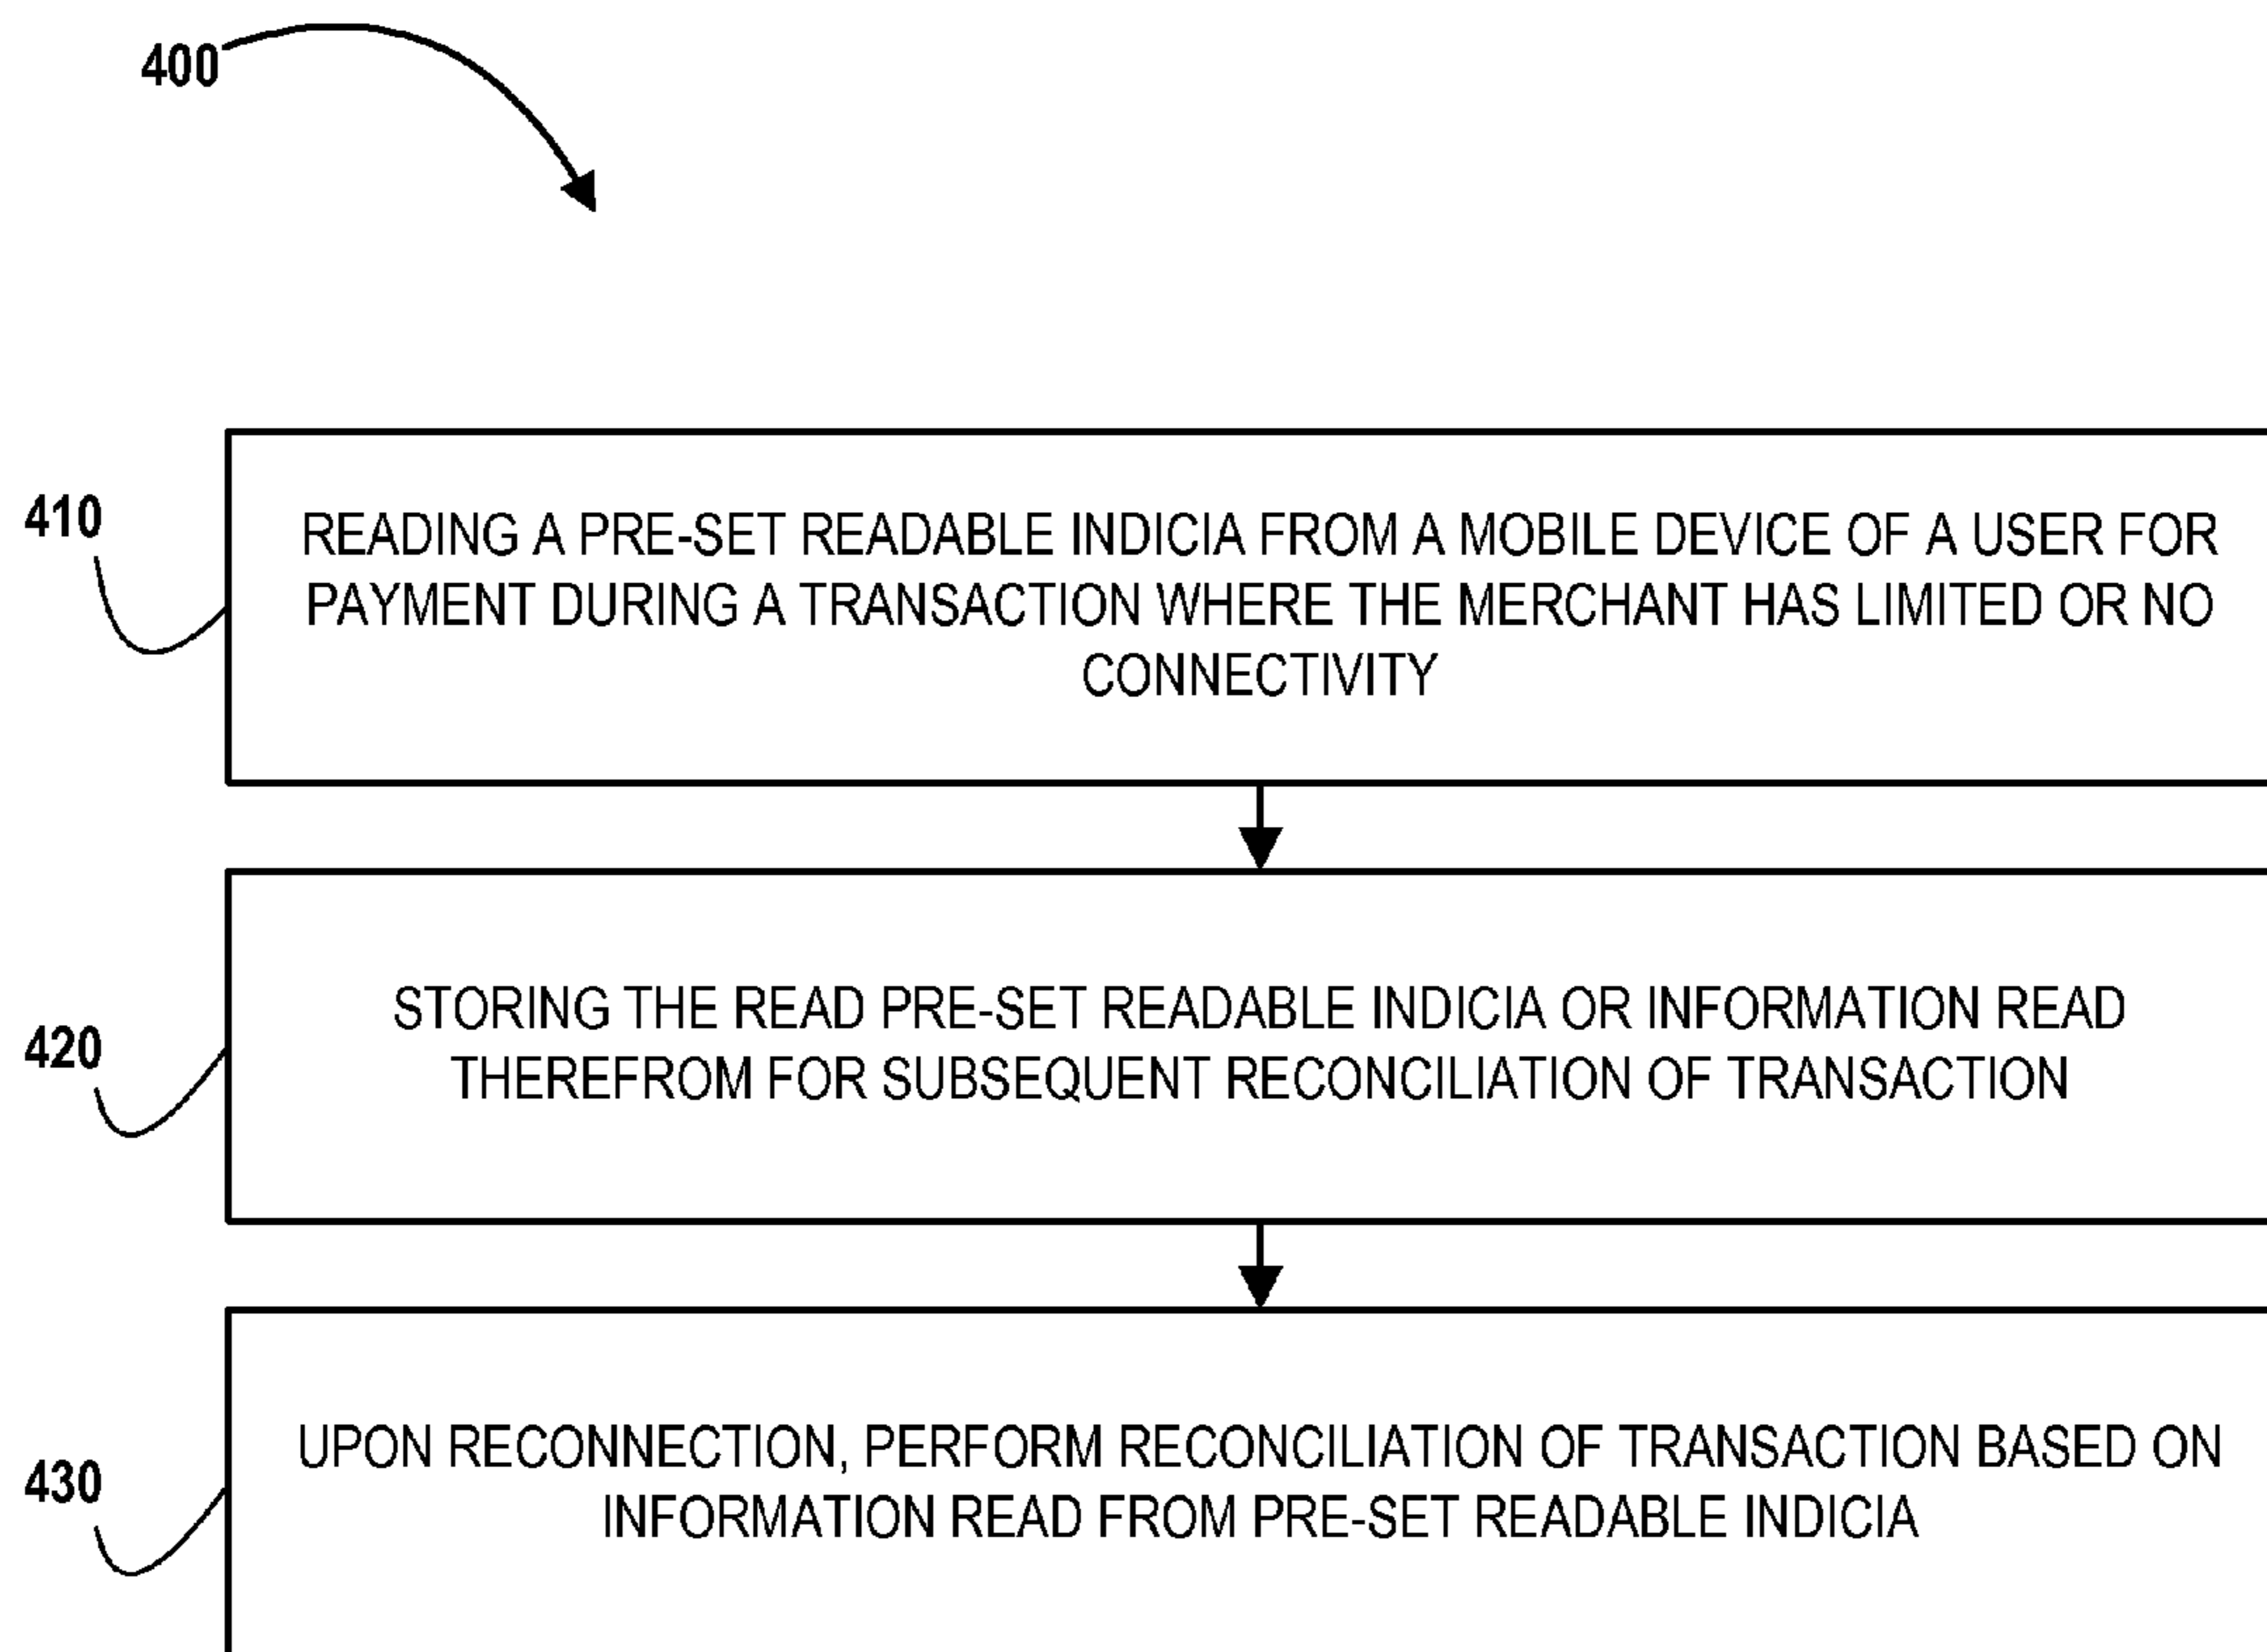 400
410
READING A PRE-SET READABLE INDICIA FROM A MOBILE DEVICE OF A USER FOR
PAYMENT DURING A TRANSACTION WHERE THE MERCHANT HAS LIMITED OR NO
CONNECTIVITY
420
STORING THE READ PRE-SET READABLE INDICIA OR INFORMATION READ
THEREFROM FOR SUBSEQUENT RECONCILIATION OF TRANSACTION
430
UPON RECONNECTION, PERFORM RECONCILIATION OF TRANSACTION BASED ON
INFORMATION READ FROM PRE-SET READABLE INDICIA